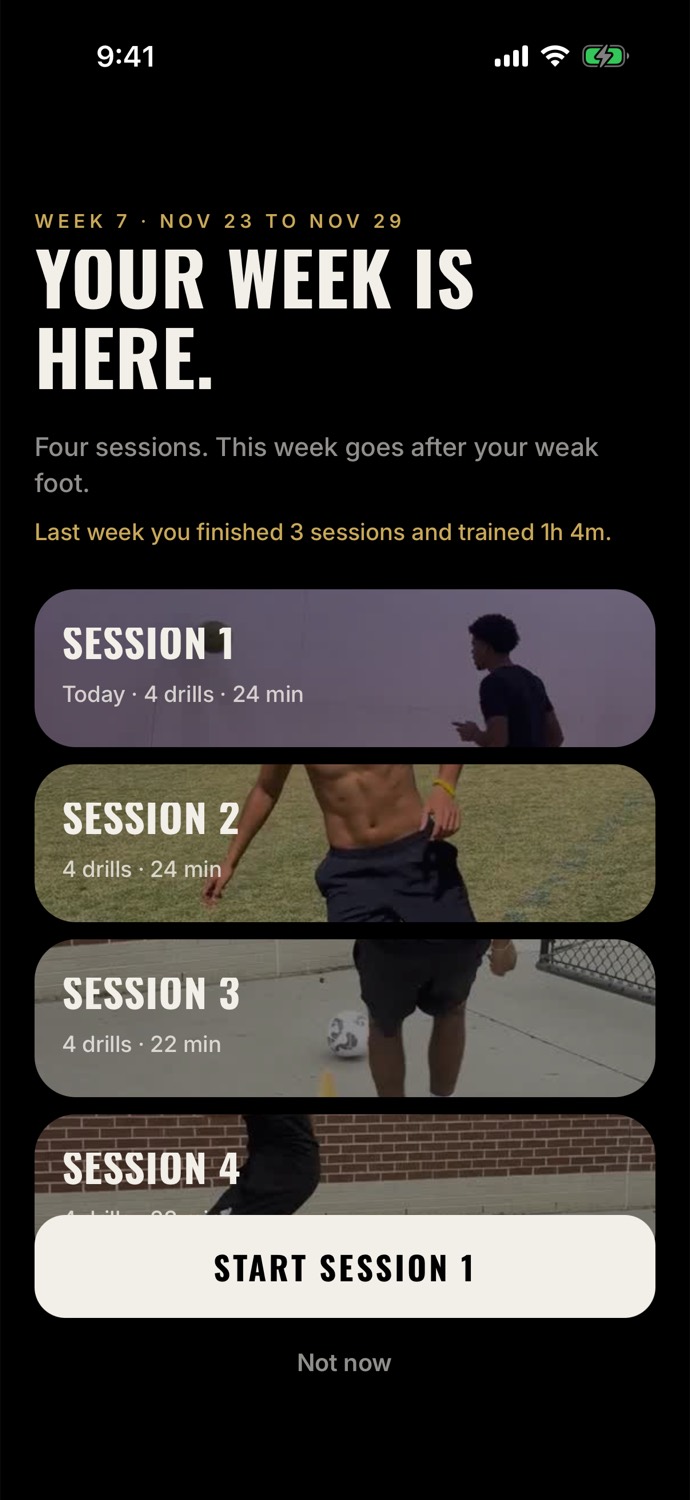 9:41
WEEK 7 · NOV 23 TO NOV 29
YOUR WEEK IS
HERE.
Four sessions. This week goes after your weak
foot.
Last week you finished 3 sessions and trained 1h 4m.
SESSION 1
Today · 4 drills · 24 min
SESSION 2
4 drills · 24 min
SESSION 3
4 drills · 22 min
SESSION 4
START SESSION 1
Not now